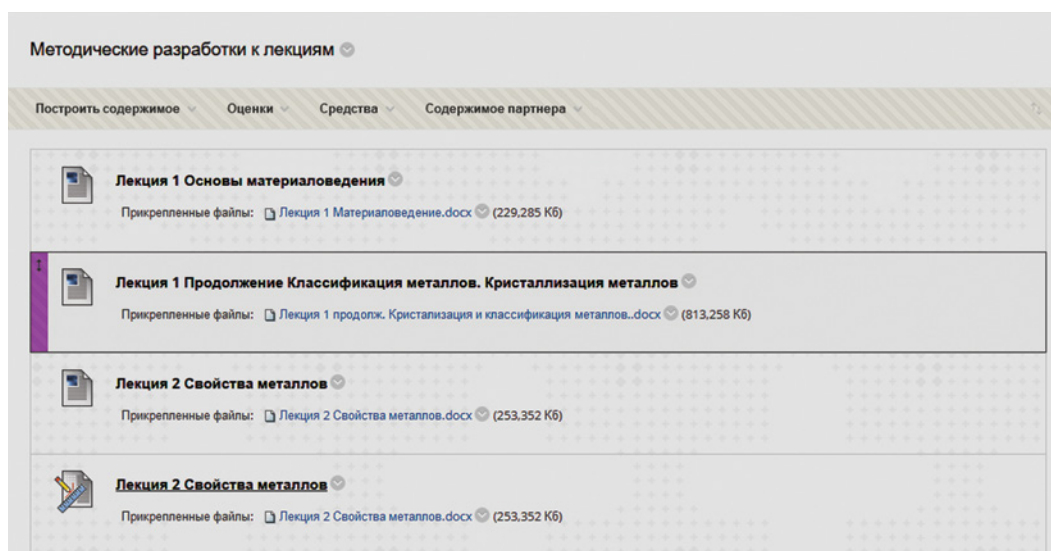 Методические разработки к лекциям
Построить содержимое Оценки Средства Содержимое партнера
Лекция 1 Основы материаловедения
Прикрепленные файлы: Лекция 1 Материаловедение.docx (229,285 Кб)
Лекция 1 Продолжение Классификация металлов. Кристаллизация металлов
Прикрепленные файлы: Лекция 1 продолж. Кристализация и классификация металлов..docx (813,258 Кб)
Лекция 2 Свойства металлов
Прикрепленные файлы: Лекция 2 Свойства металлов.docx (253,352 Кб)
Лекция 2 Свойства металлов
Прикрепленные файлы: Лекция 2 Свойства металлов.docx (253,352 Кб)